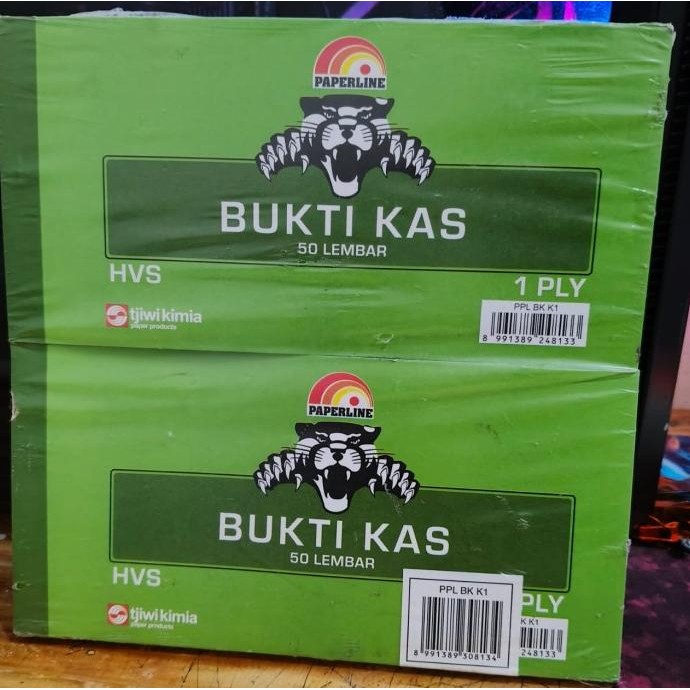 PAPERLINE
BUKTI KAS
50 LEMBAR
HVS
1 PLY
tjiwi kimia
paper products
PPL BK K1
8 991389 248133
PAPERLINE
BUKTI KAS
50 LEMBAR
HVS
PLY
tjiwi kimia
paper products
PPL BK K1
8 991389 308134
K K1
248133